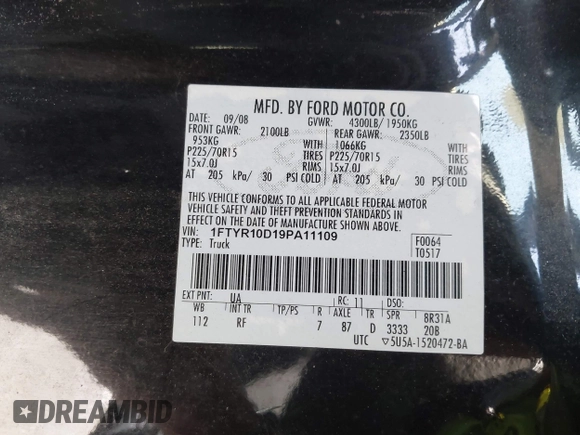 MFD. BY FORD MOTOR CO.
DATE: 09/08 GVWR: 4300LB/ 1950KG
FRONT GAWR: 2100LB REAR GAWR: 2350LB
953KG WITH 1066KG WITH
P225/70R15 TIRES P225/70R15 TIRES
15x7.0J RIMS 15x7.0J RIMS
AT 205 kPa/ 30 PSI COLD AT 205 kPa/ 30 PSI COLD
THIS VEHICLE CONFORMS TO ALL APPLICABLE FEDERAL MOTOR
VEHICLE SAFETY AND THEFT PREVENTION STANDARDS IN
EFFECT ON THE DATE OF MANUFACTURE SHOWN ABOVE.
VIN: 1FTYR10D19PA11109 F0064
TYPE: Truck T0517
EXT PNT: UA RC: 11 DSO:
WB INT TR TP/PS R AXLE TR SPR 8R31A
112 RF 7 87 D 3333 20B
UTC ▽5U5A-1520472-BA
DREAMBID